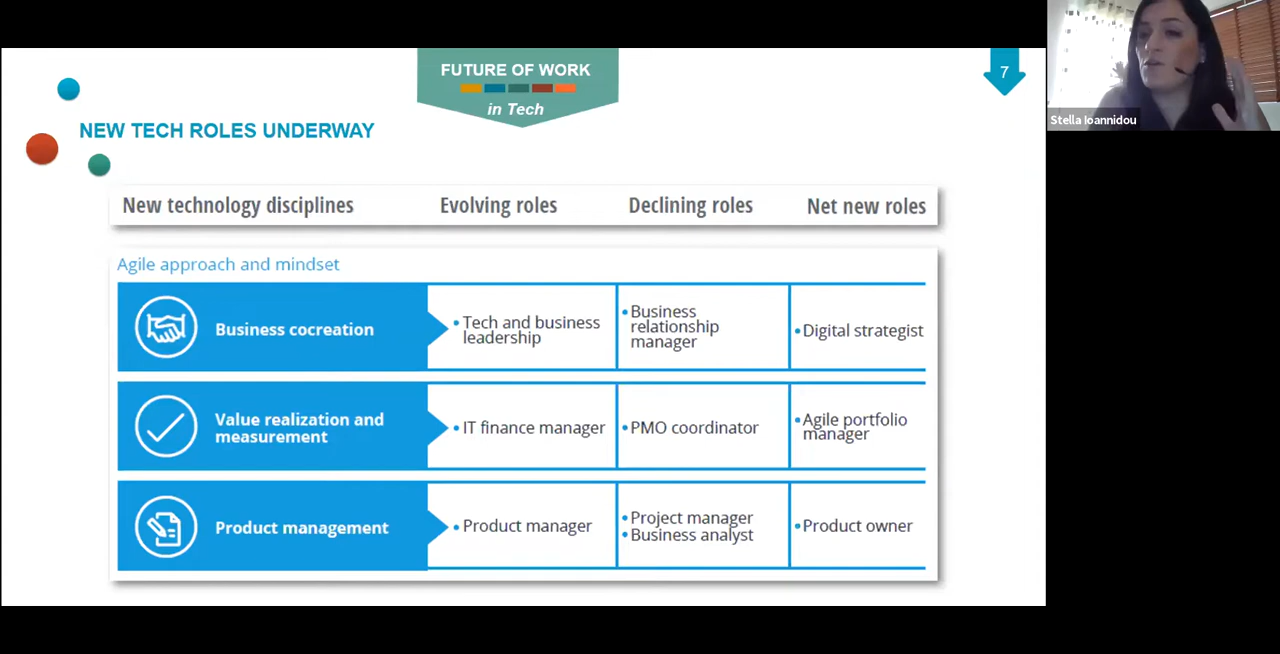 FUTURE OF WORK
in Tech
7
Stella Ioannidou
NEW TECH ROLES UNDERWAY
New technology disciplines
Evolving roles
Declining roles
Net new roles
Agile approach and mindset
Business cocreation
• Tech and business
leadership
• Business
relationship
manager
• Digital strategist
Value realization and
measurement
• IT finance manager
• PMO coordinator
• Agile portfolio
manager
Product management
• Product manager
• Project manager
• Business analyst
• Product owner